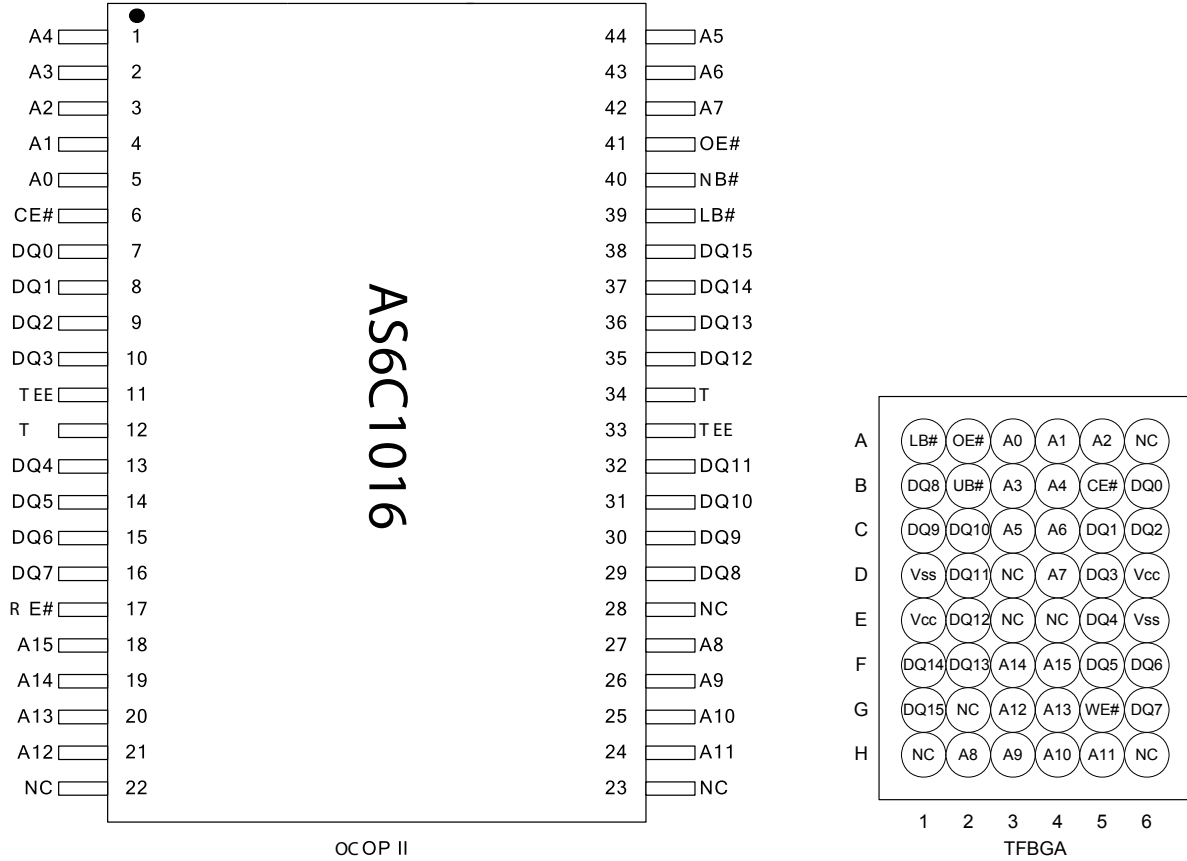 A4 1 44 A5
A3 2 43 A6
A2 3 42 A7
A1 4 41 OE#
A0 5 40 NB#
CE# 6 39 LB#
DQ0 7 38 DQ15
DQ1 8 37 DQ14
DQ2 9 36 DQ13
DQ3 10 35 DQ12
TEE 11 34 T
T 12 33 TEE
DQ4 13 32 DQ11
DQ5 14 31 DQ10
DQ6 15 30 DQ9
DQ7 16 29 DQ8
R E# 17 28 NC
A15 18 27 A8
A14 19 26 A9
A13 20 25 A10
A12 21 24 A11
NC 22 23 NC
AS6C1016
OCOP II
A LB# OE# A0 A1 A2 NC
B DQ8 UB# A3 A4 CE# DQ0
C DQ9 DQ10 A5 A6 DQ1 DQ2
D Vss DQ11 NC A7 DQ3 Vcc
E Vcc DQ12 NC NC DQ4 Vss
F DQ14 DQ13 A14 A15 DQ5 DQ6
G DQ15 NC A12 A13 WE# DQ7
H NC A8 A9 A10 A11 NC
1 2 3 4 5 6
TFBGA